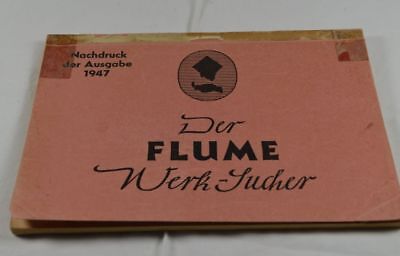 Nachdruck
der Ausgabe
1947
Der
FLUME
Werk-Sucher